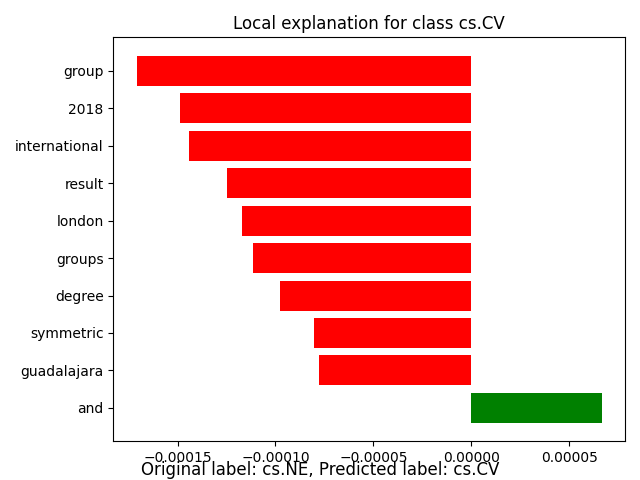 Local explanation for class cs.CV
group
2018
international
result
london
groups
degree
symmetric
guadalajara
and
−0.00015 −0.00010 −0.00005 0.00000 0.00005
Original label: cs.NE, Predicted label: cs.CV